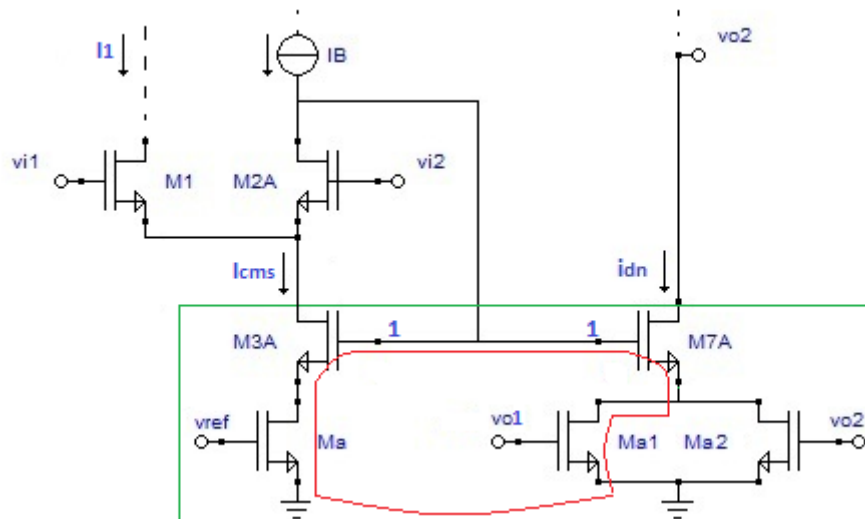 I1
IB
vo2
vi1
M1
M2A
vi2
Icms
idn
M3A
1
1
M7A
vref
Ma
vo1
Ma1
Ma2
vo2